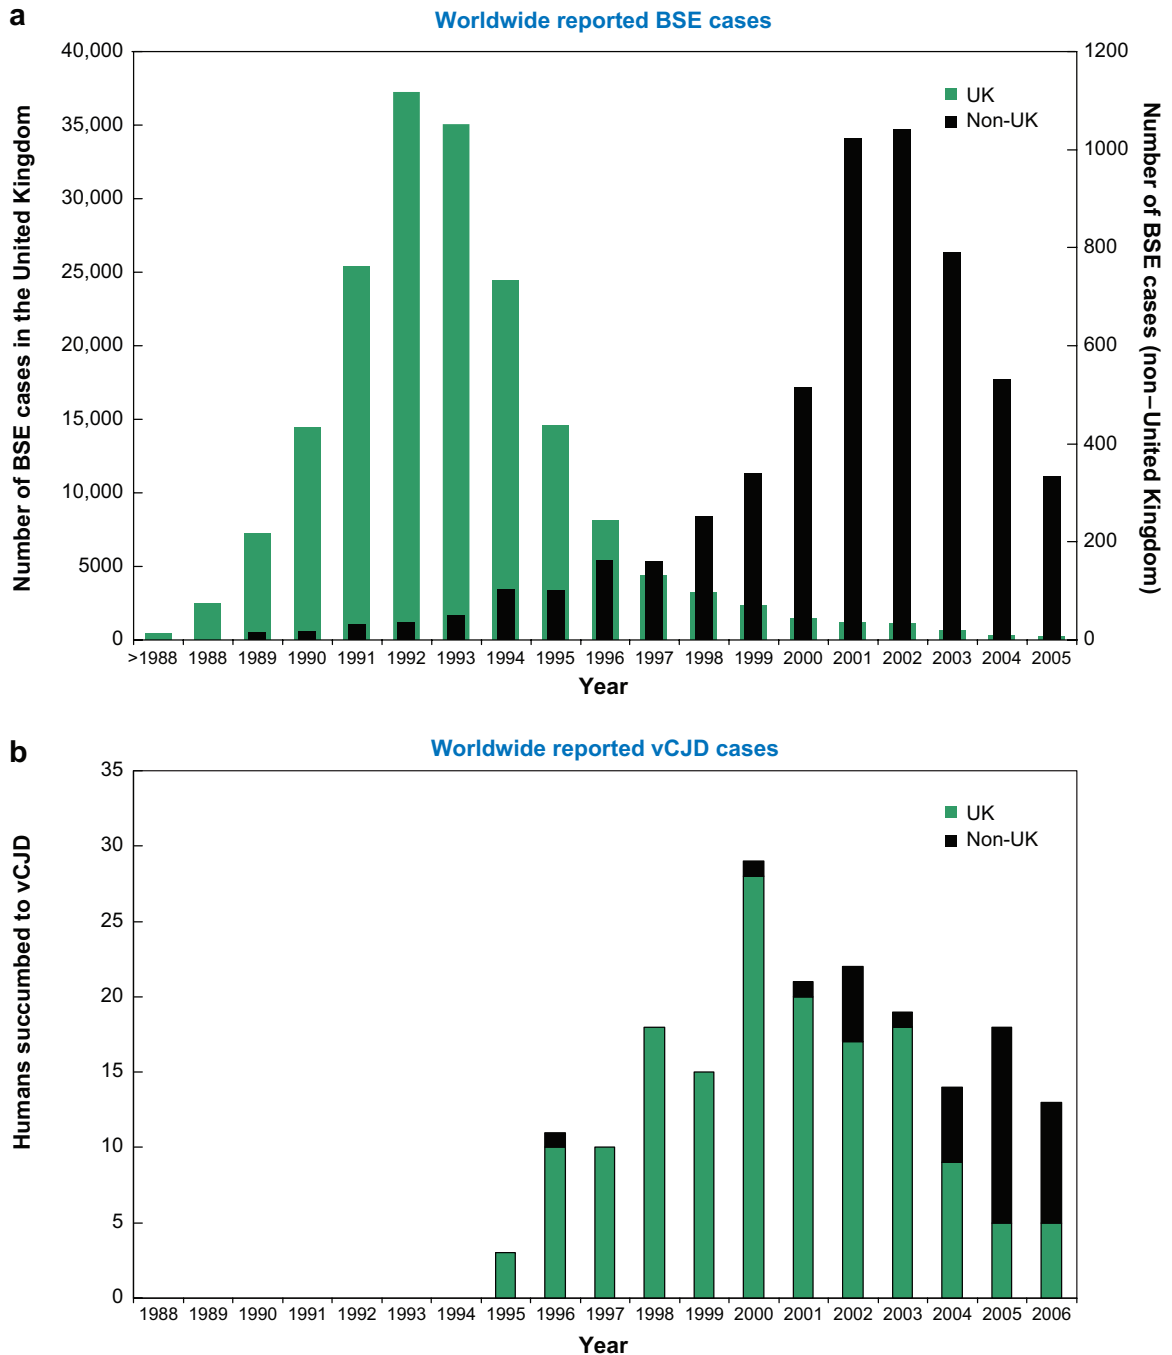 a
Worldwide reported BSE cases
40,000
35,000
30,000
25,000
20,000
15,000
10,000
5000
0
Number of BSE cases in the United Kingdom
1200
1000
800
600
400
200
0
Number of BSE cases (non–United Kingdom)
UK
Non-UK
>1988 1988 1989 1990 1991 1992 1993 1994 1995 1996 1997 1998 1999 2000 2001 2002 2003 2004 2005
Year
b
Worldwide reported vCJD cases
35
30
25
20
15
10
5
0
Humans succumbed to vCJD
UK
Non-UK
1988 1989 1990 1991 1992 1993 1994 1995 1996 1997 1998 1999 2000 2001 2002 2003 2004 2005 2006
Year